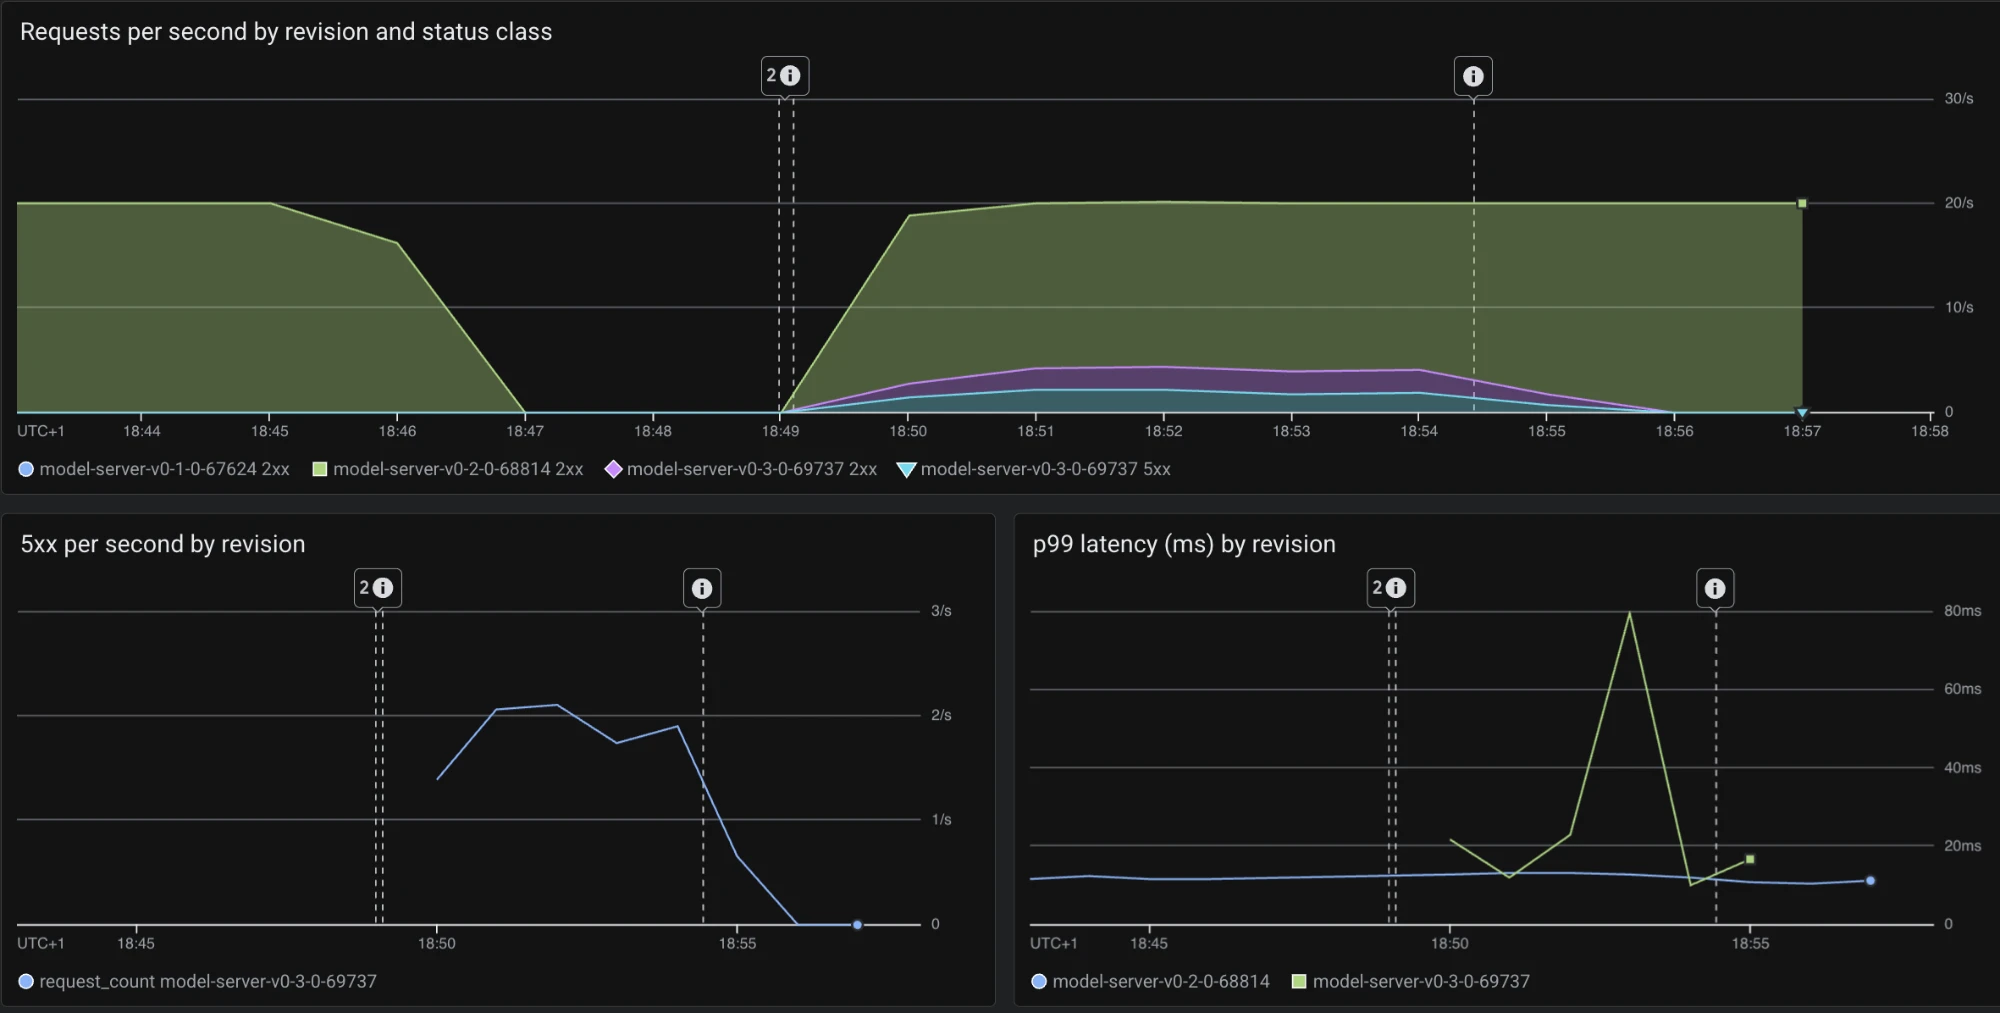 Requests per second by revision and status class
2
30/s
20/s
10/s
0
UTC+1 18:44 18:45 18:46 18:47 18:48 18:49 18:50 18:51 18:52 18:53 18:54 18:55 18:56 18:57 18:58
model-server-v0-1-0-67624 2xx model-server-v0-2-0-68814 2xx model-server-v0-3-0-69737 2xx model-server-v0-3-0-69737 5xx
5xx per second by revision
2
3/s
2/s
1/s
0
UTC+1 18:45 18:50 18:55
request_count model-server-v0-3-0-69737
p99 latency (ms) by revision
2
80ms
60ms
40ms
20ms
0
UTC+1 18:45 18:50 18:55
model-server-v0-2-0-68814 model-server-v0-3-0-69737